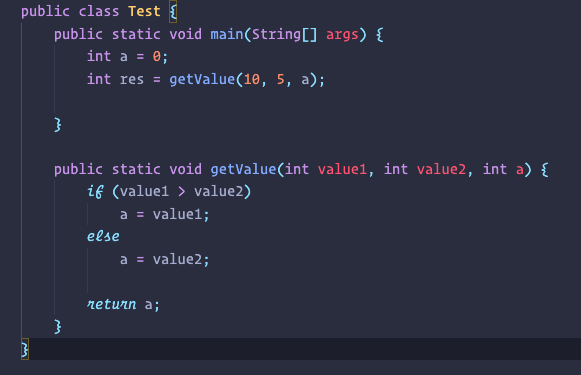 public class Test {
public static void main(String[] args) {
int a = 0;
int res = getValue(10, 5, a);
}
public static void getValue(int value1, int value2, int a) {
if (value1 > value2)
a = value1;
else
a = value2;
return a;
}
}